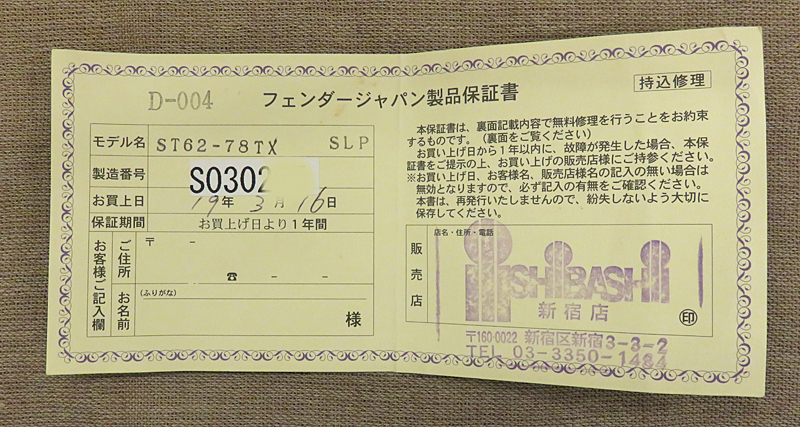 D-004 フェンダージャパン製品保証書
持込修理
モデル名 ST62-78TX SLP
製造番号 S0302
お買上日 19年 3月 16日
保証期間 お買上げ日より1年間
お客様ご記入欄
ご住所 〒 -
☎ - -
お名前 (ふりがな)
様
本保証書は、裏面記載内容で無料修理を行うことをお約束
するものです。(裏面をご覧ください)
お買い上げ日から1年以内に、故障が発生した場合、本保
証書をご提示の上、お買い上げの販売店様にご持参ください。
※お買い上げ日、お客様名、販売店様名の記入の無い場合は
無効となりますので、必ず記入の有無をご確認ください。
本書は、再発行いたしませんので、紛失しないよう大切に
保存してください。
販売店
店名・住所・電話
iSHiBASHi
新宿店
印
〒160-0022 新宿区新宿3-3-2
TEL 03-3350-1484